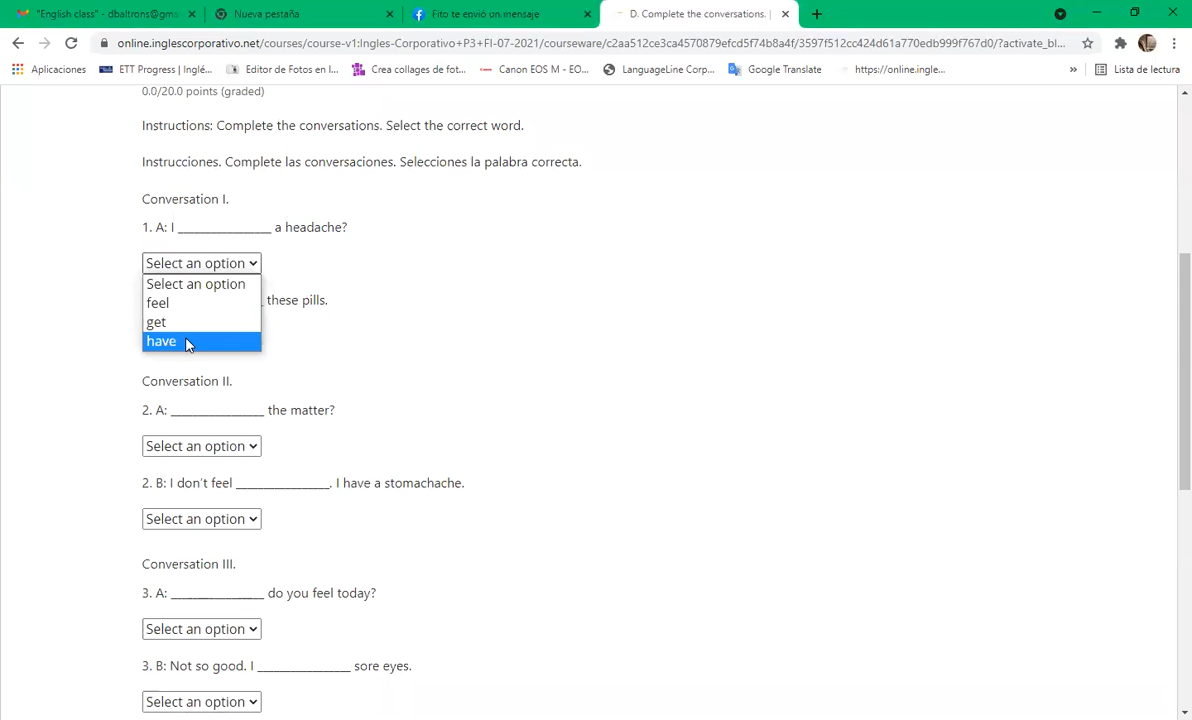 "English class" - dbaltrons@gma
Nueva pestaña
Fito te envió un mensaje
D. Complete the conversations. |
online.inglescorporativo.net/courses/course-v1:Ingles-Corporativo+P3+FI-07-2021/courseware/c2aa512ce3ca4570879efcd5f74b8a4f/3597f512cc424d61a770edb999f767d0/?activate_bl...
Aplicaciones
ETT Progress | Inglé...
Editor de Fotos en l...
Crea collages de fot...
Canon EOS M - EO...
LanguageLine Corp...
Google Translate
https://online.ingle...
»
Lista de lectura
0.0/20.0 points (graded)
Instructions: Complete the conversations. Select the correct word.
Instrucciones. Complete las conversaciones. Selecciones la palabra correcta.
Conversation I.
1. A: I _______________ a headache?
Select an option
Select an option
feel
these pills.
get
have
Conversation II.
2. A: _______________ the matter?
Select an option
2. B: I don't feel _______________. I have a stomachache.
Select an option
Conversation III.
3. A: _______________ do you feel today?
Select an option
3. B: Not so good. I _______________ sore eyes.
Select an option